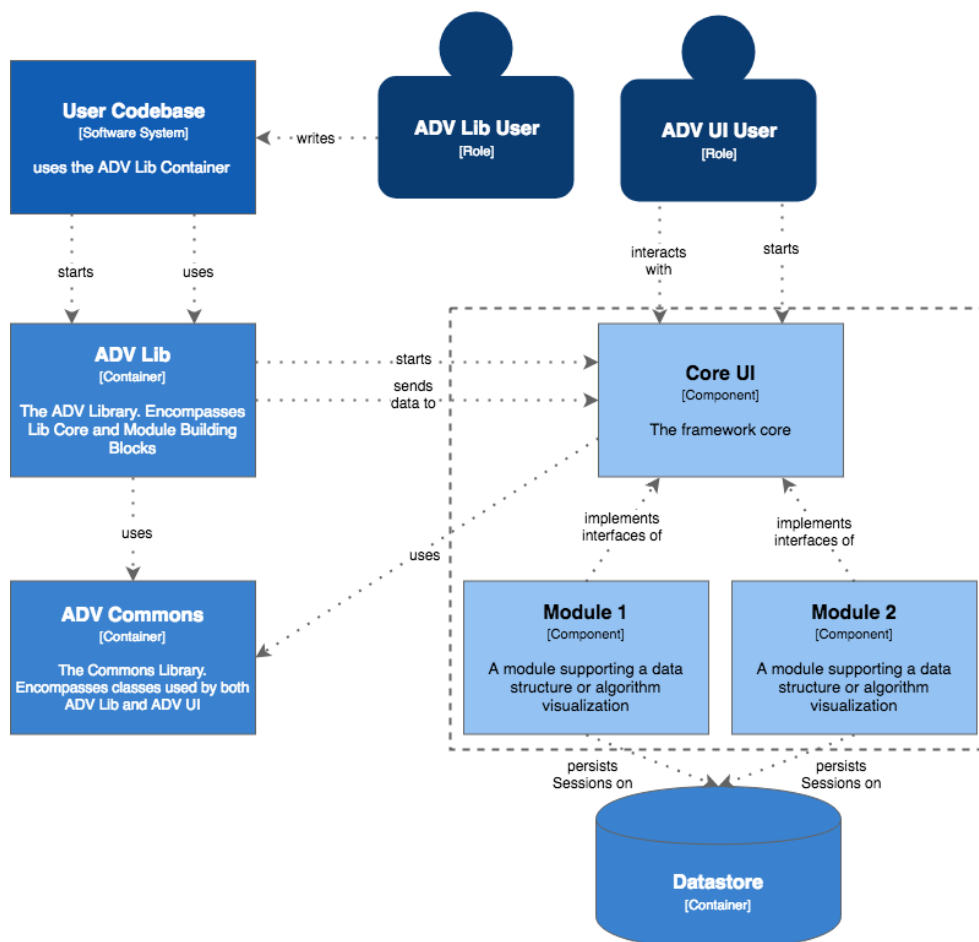 User Codebase
[Software System]
uses the ADV Lib Container
writes
ADV Lib User
[Role]
ADV UI User
[Role]
starts
uses
interacts
with
starts
ADV Lib
[Container]
The ADV Library. Encompasses
Lib Core and Module Building
Blocks
starts
sends
data to
Core UI
[Component]
The framework core
uses
uses
implements
interfaces of
implements
interfaces of
ADV Commons
[Container]
The Commons Library.
Encompasses classes used by both
ADV Lib and ADV UI
Module 1
[Component]
A module supporting a data
structure or algorithm
visualization
Module 2
[Component]
A module supporting a data
structure or algorithm
visualization
persists
Sessions on
persists
Sessions on
Datastore
[Container]